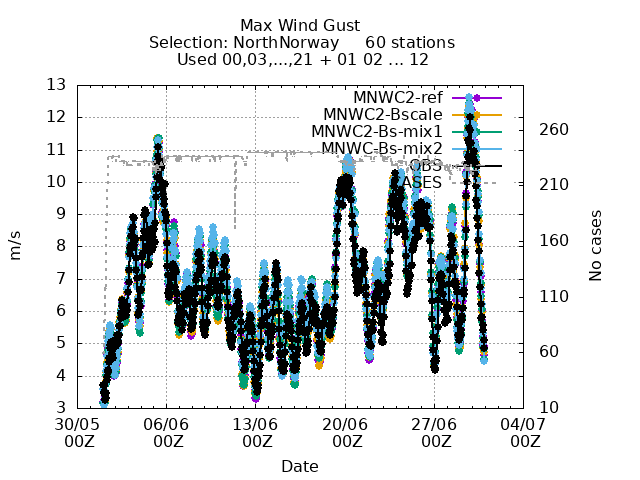 Max Wind Gust
Selection: NorthNorway     60 stations
Used 00,03,...,21 + 01 02 ... 12
13
12
11
10
9
8
7
6
5
4
3
m/s
MNWC2-ref
MNWC2-Bscale
MNWC2-Bs-mix1
MNWC-Bs-mix2
OBS
CASES
260
210
160
110
60
10
No cases
30/05 06/06 13/06 20/06 27/06 04/07
00Z 00Z 00Z 00Z 00Z 00Z
Date